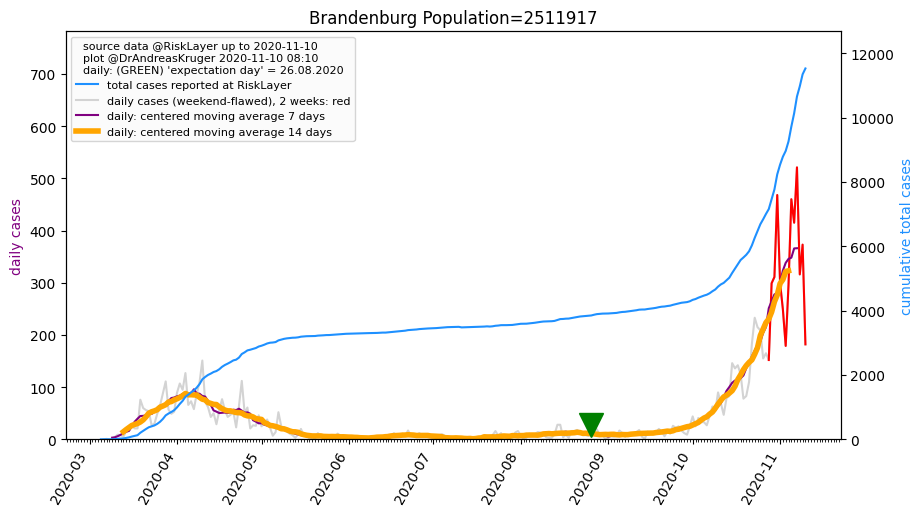 Brandenburg Population=2511917
source data @RiskLayer up to 2020-11-10
plot @DrAndreasKruger 2020-11-10 08:10
daily: (GREEN) 'expectation day' = 26.08.2020
total cases reported at RiskLayer
daily cases (weekend-flawed), 2 weeks: red
daily: centered moving average 7 days
daily: centered moving average 14 days
daily cases
700
600
500
400
300
200
100
0
12000
10000
8000
6000
4000
2000
0
cumulative total cases
2020-03
2020-04
2020-05
2020-06
2020-07
2020-08
2020-09
2020-10
2020-11